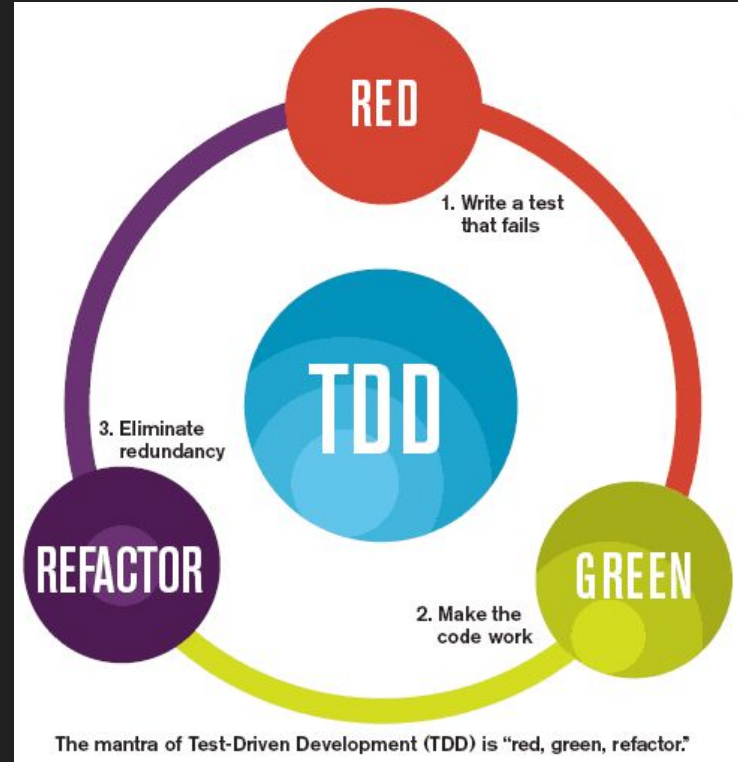 RED
1. Write a test
that fails
TDD
3. Eliminate
redundancy
REFACTOR
GREEN
2. Make the
code work
The mantra of Test-Driven Development (TDD) is “red, green, refactor.”